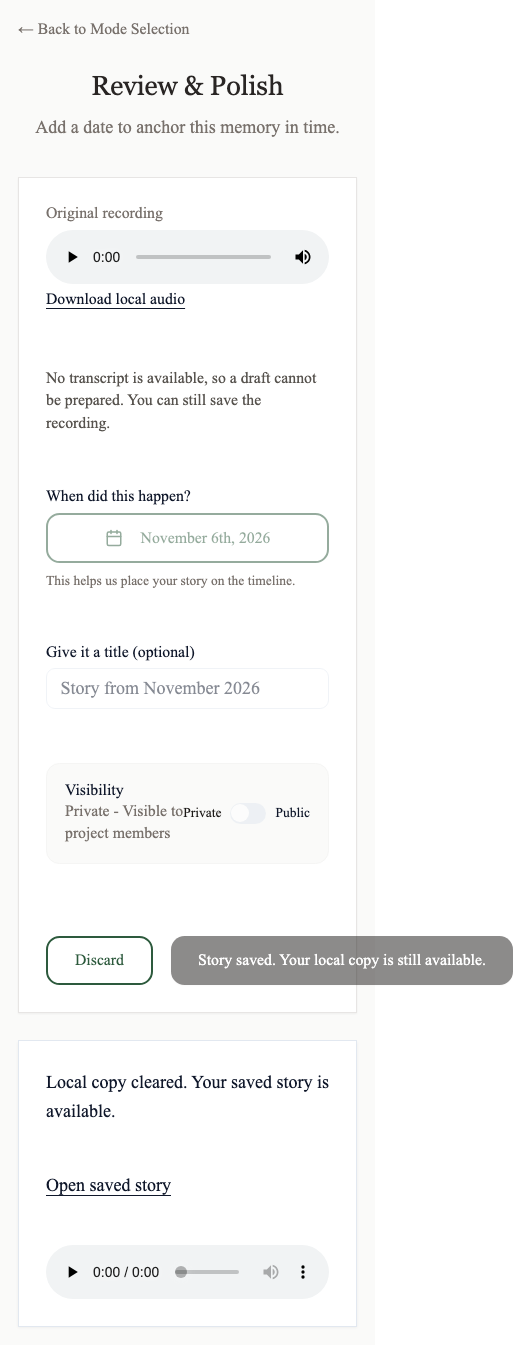 ← Back to Mode Selection
Review & Polish
Add a date to anchor this memory in time.
Original recording
0:00
Download local audio
No transcript is available, so a draft cannot
be prepared. You can still save the
recording.
When did this happen?
November 6th, 2026
This helps us place your story on the timeline.
Give it a title (optional)
Story from November 2026
Visibility
Private - Visible to
project members
Private
Public
Discard
Story saved. Your local copy is still available.
Local copy cleared. Your saved story is
available.
Open saved story
0:00 / 0:00